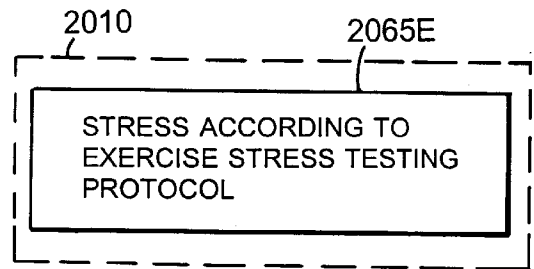 2010
2065E
STRESS ACCORDING TO
EXERCISE STRESS TESTING
PROTOCOL